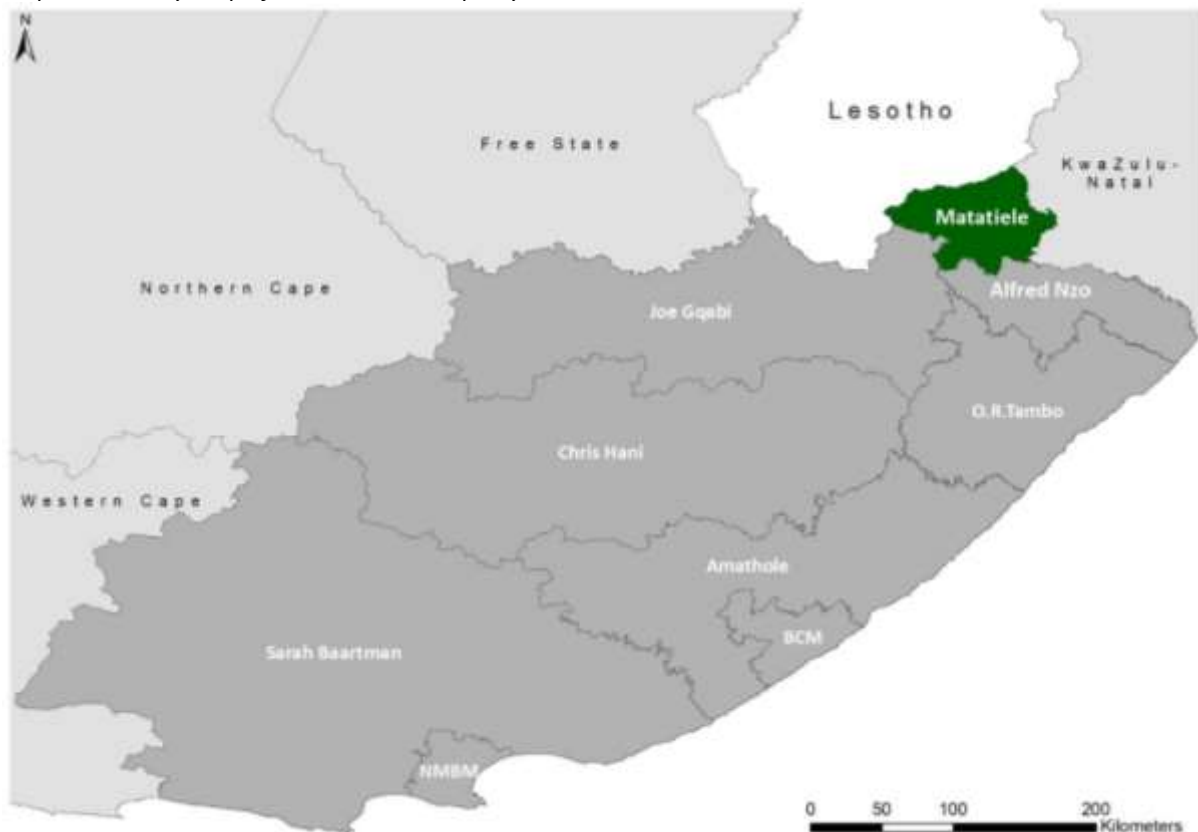 N
Lesotho
Free State
KwaZulu-
Natal
Matatiele
Northern Cape
Alfred Nzo
Joe Gqabi
O.R.Tambo
Chris Hani
Western Cape
Amathole
BCM
Sarah Baartman
NMBM
0 50 100 200
Kilometers